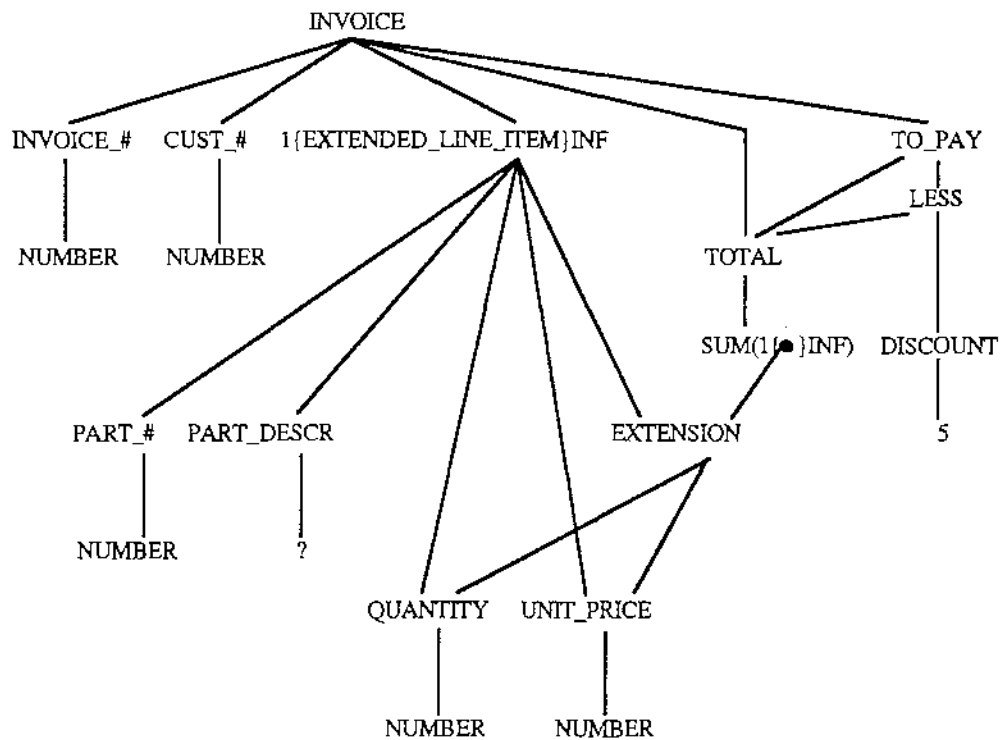 INVOICE
INVOICE_# CUST_# 1{EXTENDED_LINE_ITEM}INF TO_PAY
LESS
NUMBER NUMBER TOTAL
SUM(1{● }INF) DISCOUNT
PART_# PART_DESCR EXTENSION 5
NUMBER ?
QUANTITY UNIT_PRICE
NUMBER NUMBER